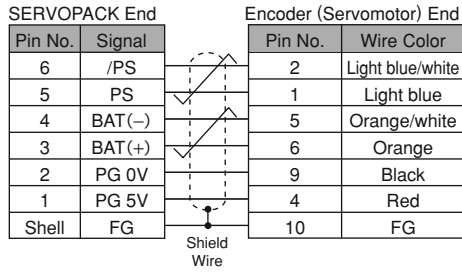 SERVOPACK End Encoder (Servomotor) End
Pin No. Signal Pin No. Wire Color
6 /PS 2 Light blue/white
5 PS 1 Light blue
4 BAT(−) 5 Orange/white
3 BAT(+) 6 Orange
2 PG 0V 9 Black
1 PG 5V 4 Red
Shell FG 10 FG
Shield
Wire